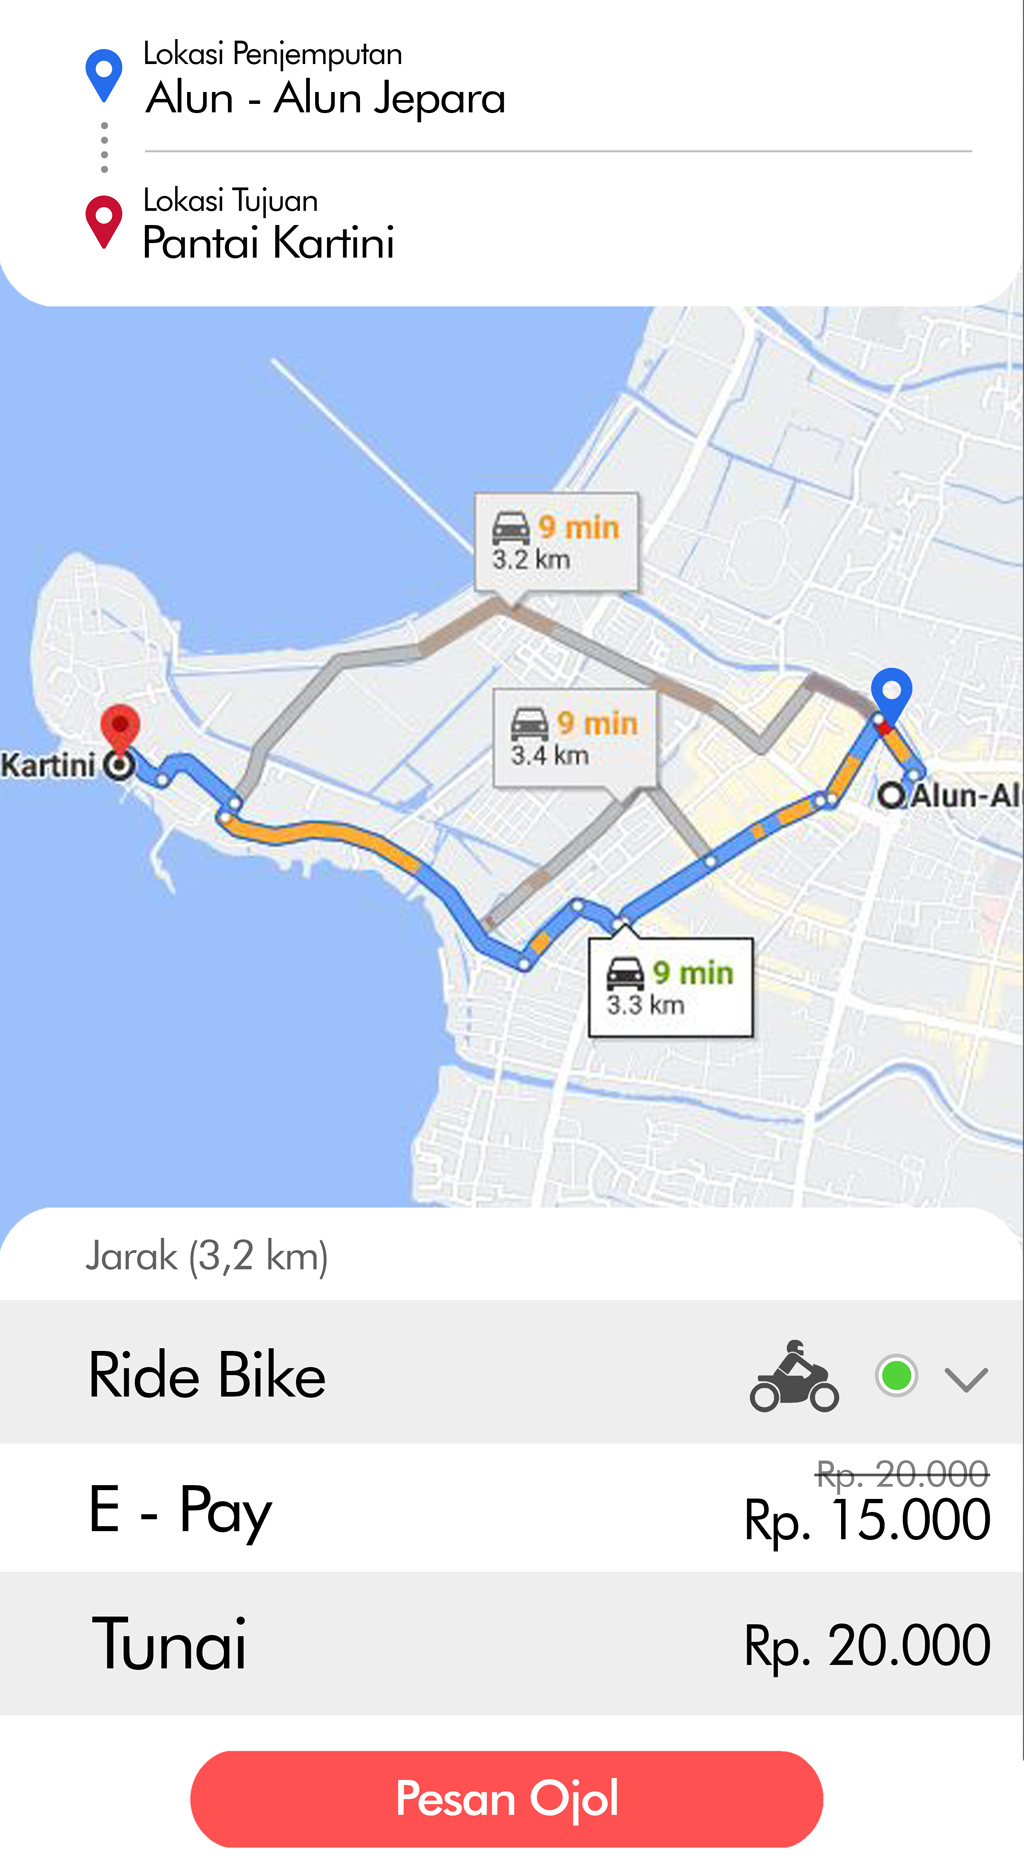 Lokasi Penjemputan
Alun - Alun Jepara
Lokasi Tujuan
Pantai Kartini
9 min
3.2 km
9 min
3.4 km
Kartini
Alun-Al
9 min
3.3 km
Jarak (3,2 km)
Ride Bike
Rp. 20.000
E - Pay
Rp. 15.000
Tunai
Rp. 20.000
Pesan Ojol